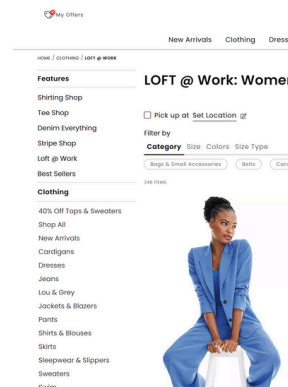 My Offers
New Arrivals Clothing
HOME / CLOTHING / LOFT @ WORK
Features
Shirting Shop
Tee Shop
Denim Everything
Stripe Shop
Loft @ Work
Best Sellers
Clothing
40% Off Tops & Sweaters
Shop All
New Arrivals
Cardigans
Dresses
Jeans
Lou & Grey
Jackets & Blazers
Pants
Shirts & Blouses
Skirts
Sleepwear & Slippers
Sweaters
LOFT @ Work:
Pick up at Set Location
Filter by
Category Size Colors Size Type
Bags & Small Accessories Belts
246 ITEMS